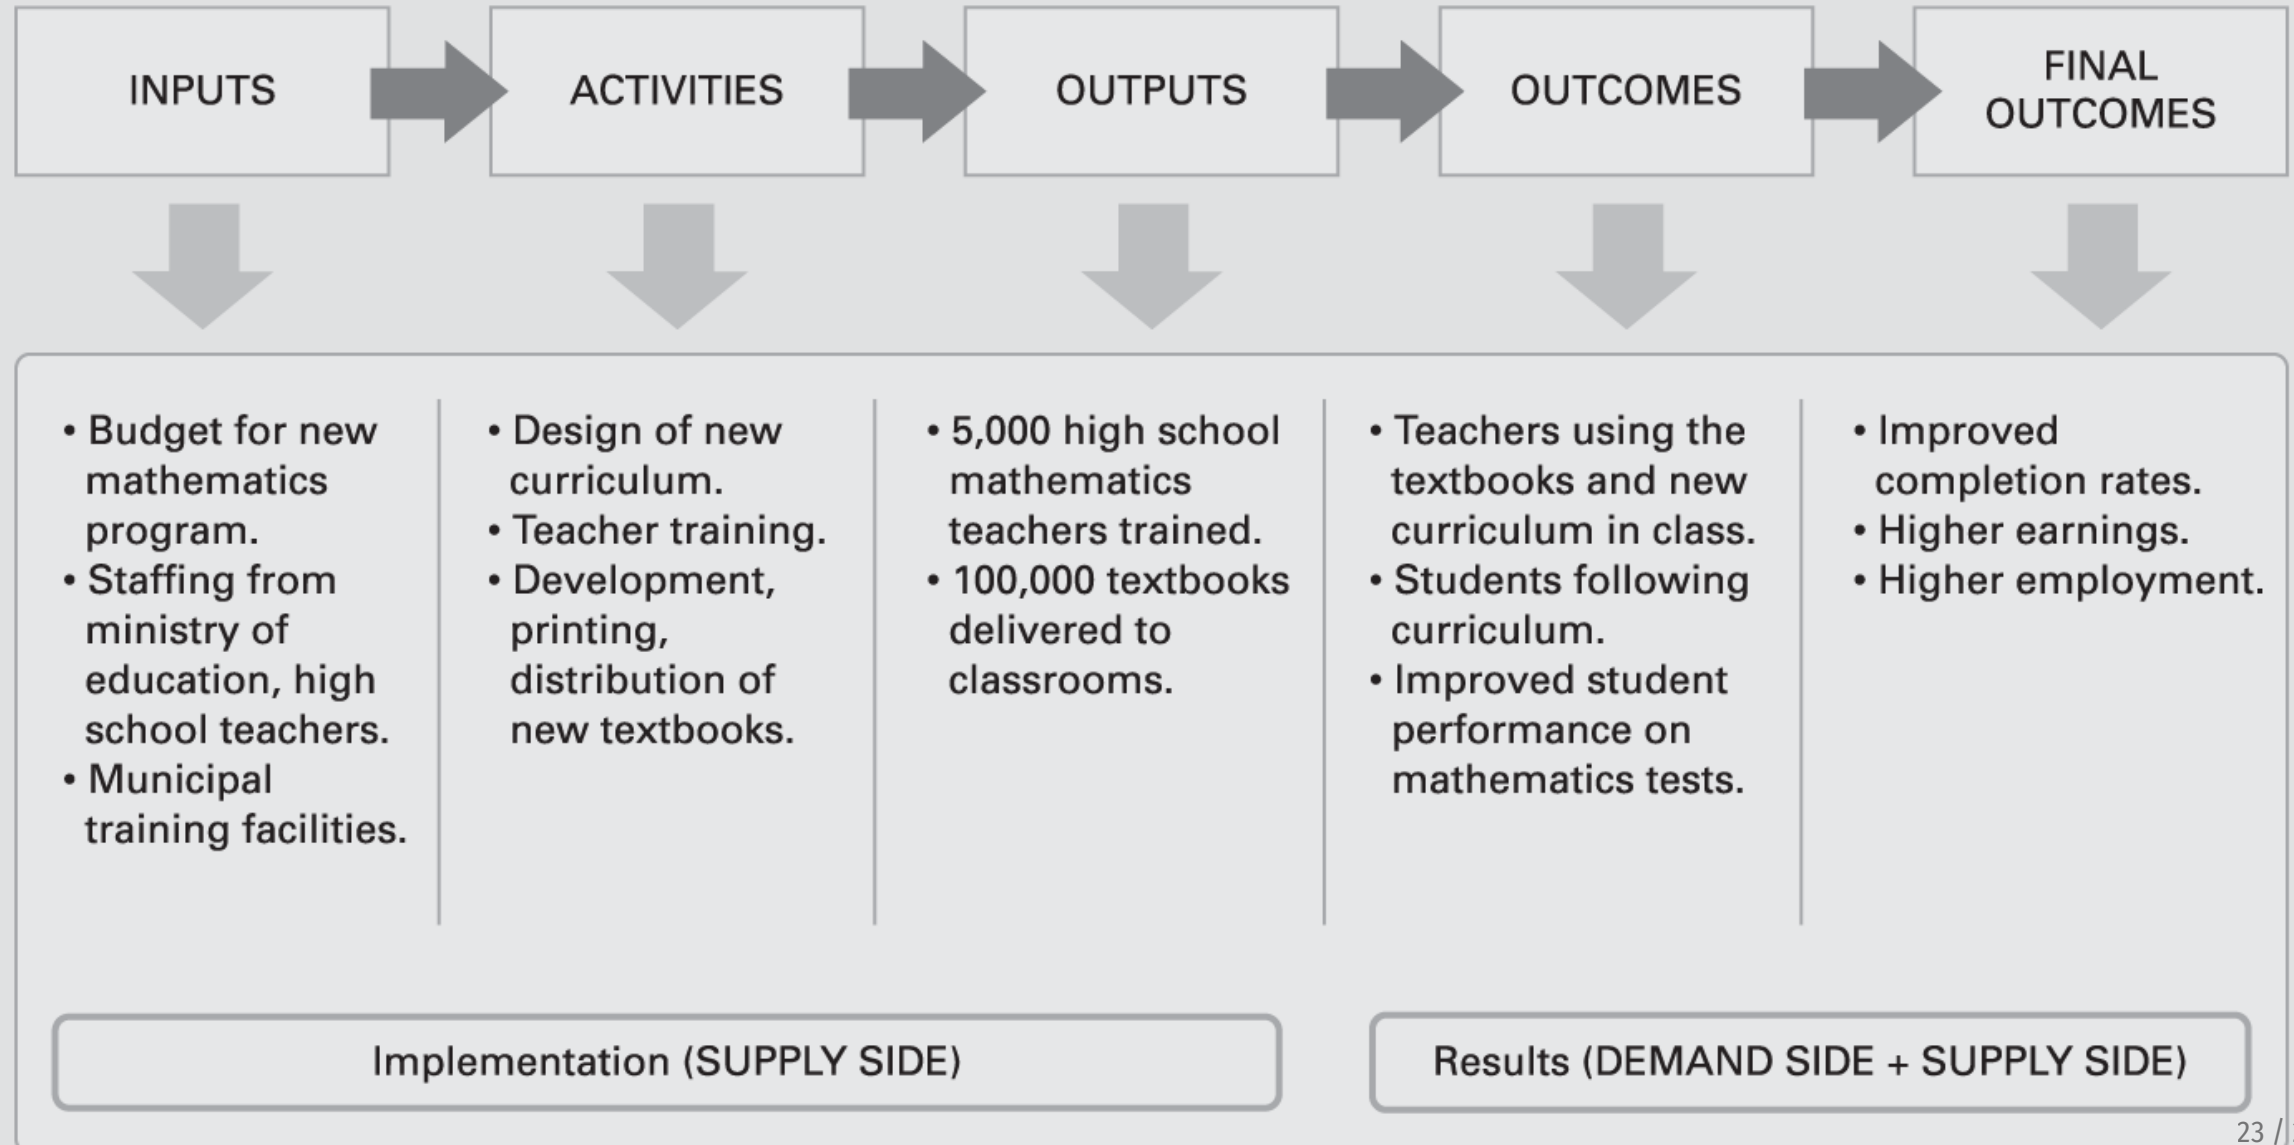 INPUTS
ACTIVITIES
OUTPUTS
OUTCOMES
FINAL
OUTCOMES
• Budget for new
mathematics
program.
• Staffing from
ministry of
education, high
school teachers.
• Municipal
training facilities.
• Design of new
curriculum.
• Teacher training.
• Development,
printing,
distribution of
new textbooks.
• 5,000 high school
mathematics
teachers trained.
• 100,000 textbooks
delivered to
classrooms.
• Teachers using the
textbooks and new
curriculum in class.
• Students following
curriculum.
• Improved student
performance on
mathematics tests.
• Improved
completion rates.
• Higher earnings.
• Higher employment.
Implementation (SUPPLY SIDE)
Results (DEMAND SIDE + SUPPLY SIDE)
23 /